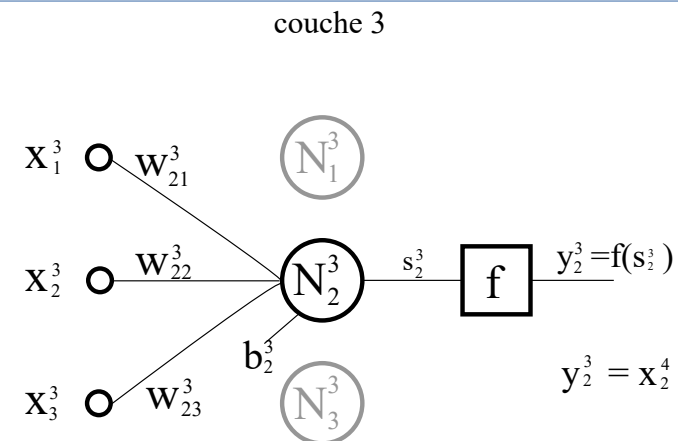 couche 3
x₁³ w₂₁³ N₁³
x₂³ w₂₂³ N₂³ s₂³ f y₂³ =f(s₂³ )
b₂³
x₃³ w₂₃³ N₃³ y₂³ = x₂⁴